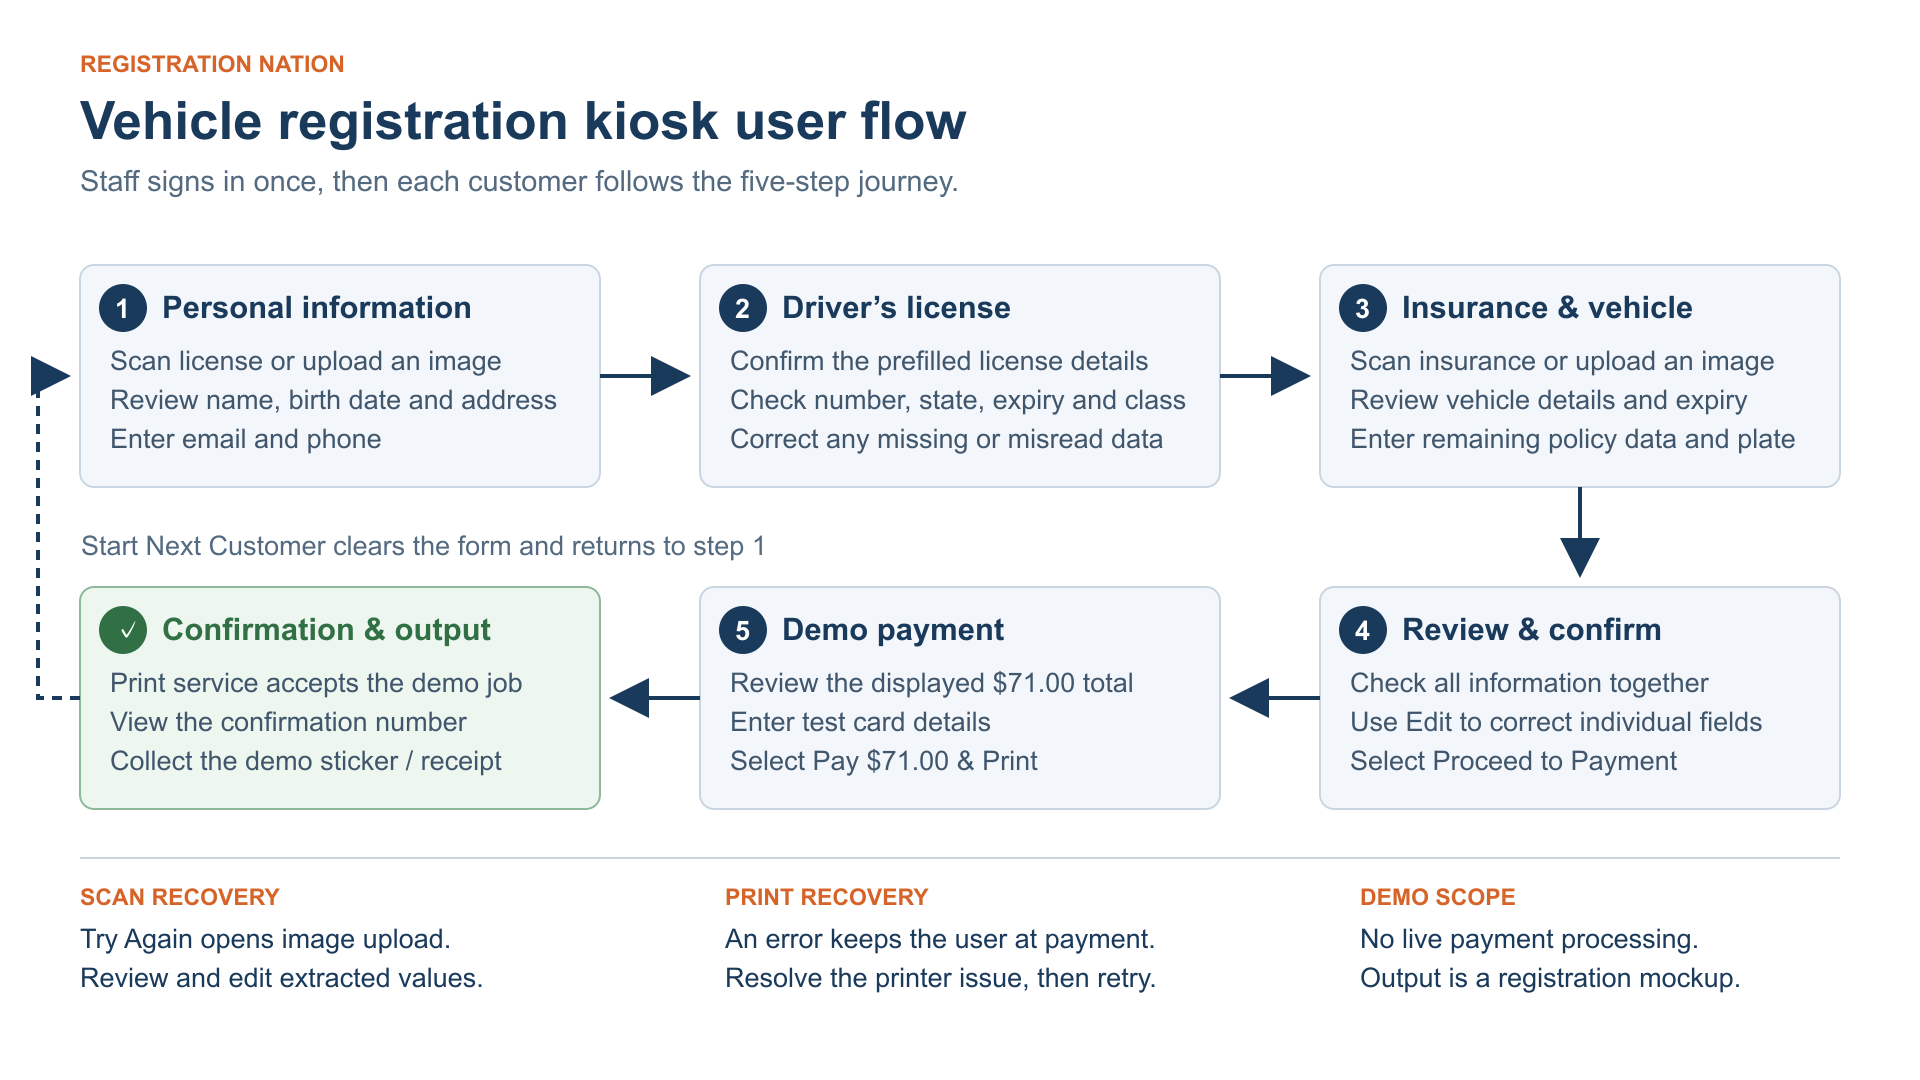 REGISTRATION NATION
Vehicle registration kiosk user flow
Staff signs in once, then each customer follows the five-step journey.
1 Personal information
Scan license or upload an image
Review name, birth date and address
Enter email and phone
2 Driver’s license
Confirm the prefilled license details
Check number, state, expiry and class
Correct any missing or misread data
3 Insurance & vehicle
Scan insurance or upload an image
Review vehicle details and expiry
Enter remaining policy data and plate
Start Next Customer clears the form and returns to step 1
✓ Confirmation & output
Print service accepts the demo job
View the confirmation number
Collect the demo sticker / receipt
5 Demo payment
Review the displayed $71.00 total
Enter test card details
Select Pay $71.00 & Print
4 Review & confirm
Check all information together
Use Edit to correct individual fields
Select Proceed to Payment
SCAN RECOVERY
Try Again opens image upload.
Review and edit extracted values.
PRINT RECOVERY
An error keeps the user at payment.
Resolve the printer issue, then retry.
DEMO SCOPE
No live payment processing.
Output is a registration mockup.